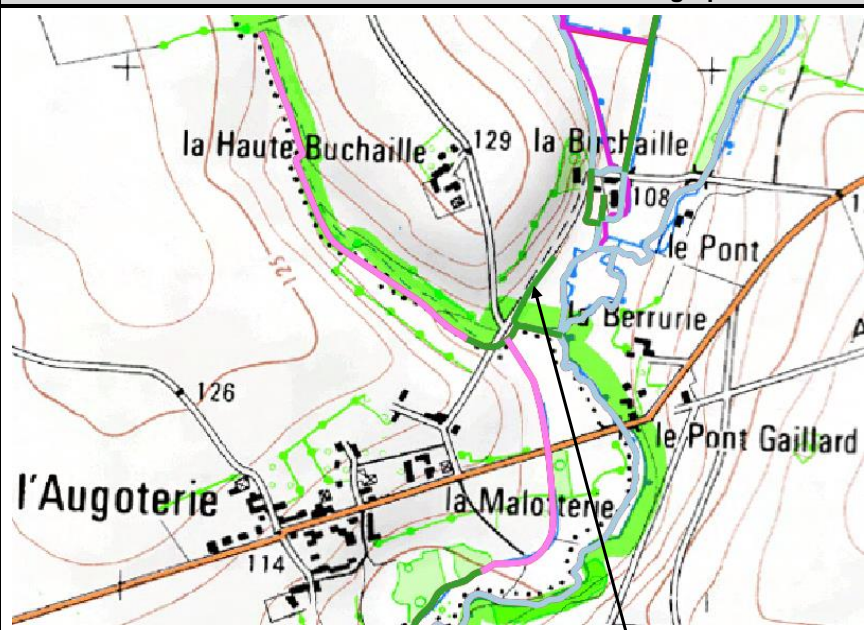 la Haute Buchaille
129
la Buchaille
108
le Pont
125
la Berrurie
126
le Pont Gaillard
l'Augoterie
la Malotterie
114